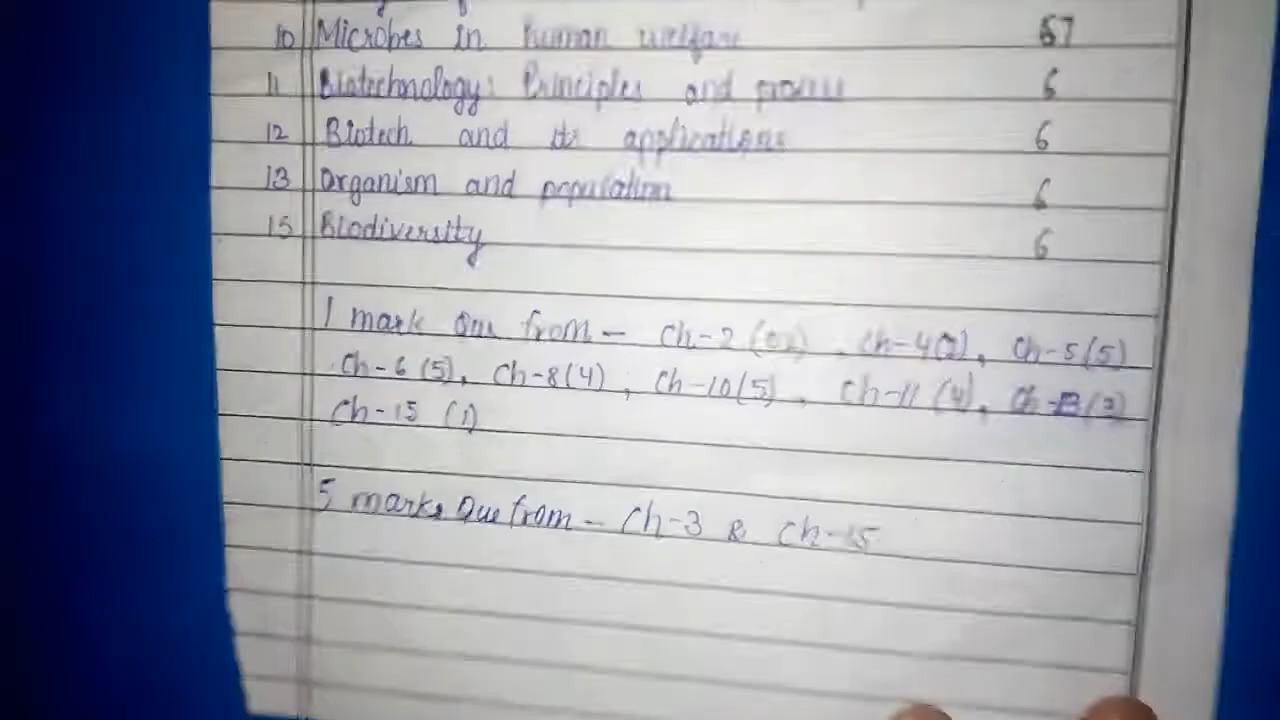 10 Microbes in human welfare 57
11 Biotechnology: Principles and process 6
12 Biotech and its applications 6
13 Organism and population 6
15 Biodiversity 6
1 mark Que from - Ch-2 , Ch-4(2), Ch-5(5)
Ch-6(5), Ch-8(4), Ch-10(5), Ch-11(4),
Ch-15 (1)
5 marks Que from - Ch-3 & Ch-15